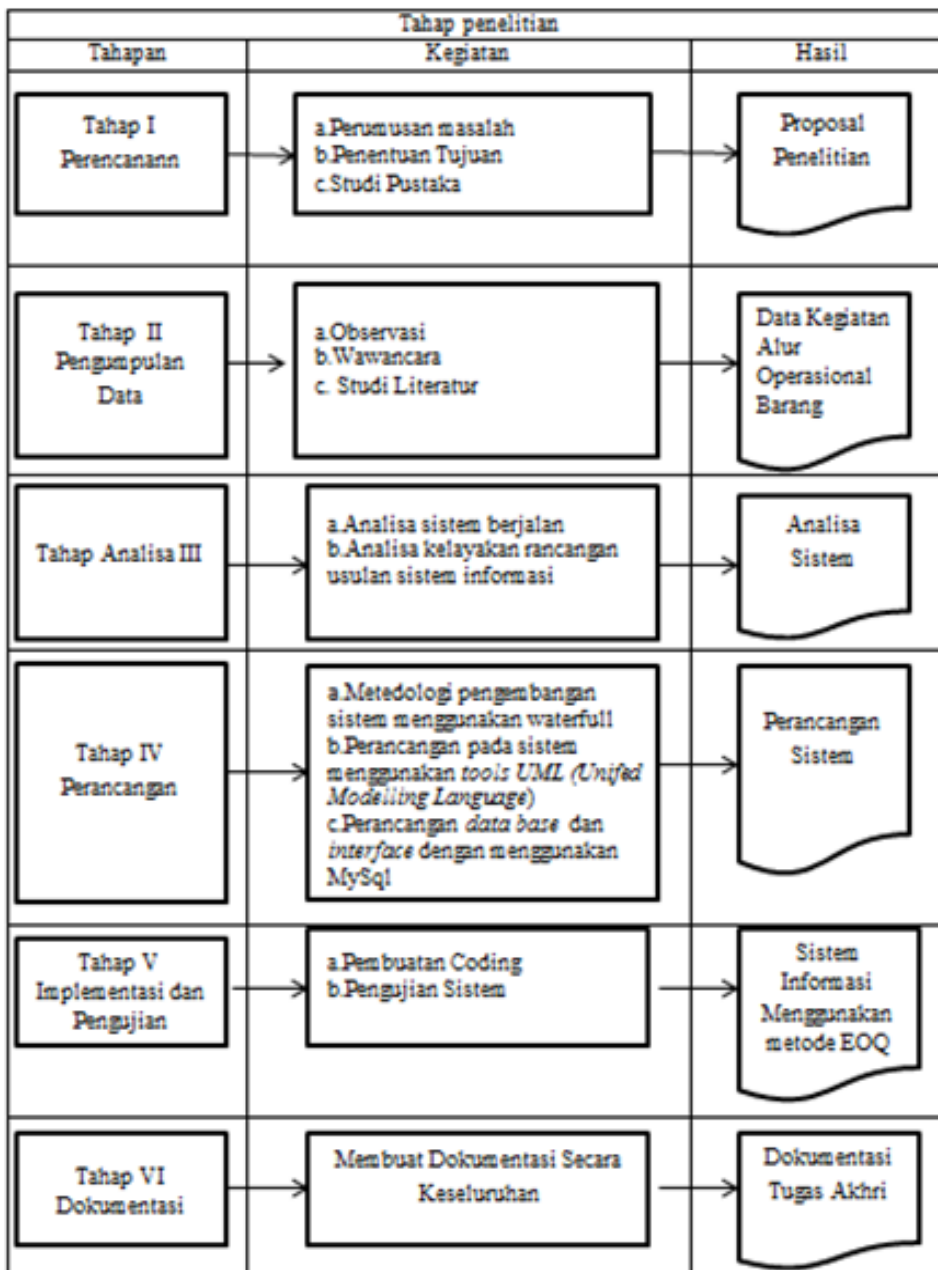 Tahap penelitian
Tahapan
Kegiatan
Hasil
Tahap I
Perencanann
a.Perumusan masalah
b.Penentuan Tujuan
c.Studi Pustaka
Proposal
Penelitian
Tahap II
Pengumpulan
Data
a.Observasi
b.Wawancara
c. Studi Literatur
Data Kegiatan
Alur
Operasional
Barang
Tahap Analisa III
a.Analisa sistem berjalan
b.Analisa kelayakan rancangan
usulan sistem informasi
Analisa
Sistem
Tahap IV
Perancangan
a.Metedologi pengembangan
sistem menggunakan waterfull
b.Perancangan pada sistem
menggunakan tools UML (Unifed
Modelling Language)
c.Perancangan data base dan
interface dengan menggunakan
MySql
Perancangan
Sistem
Tahap V
Implementasi dan
Pengujian
a.Pembuatan Coding
b.Pengujian Sistem
Sistem
Informasi
Menggunakan
metode EOQ
Tahap VI
Dokumentasi
Membuat Dokumentasi Secara
Keseluruhan
Dokumentasi
Tugas Akhri